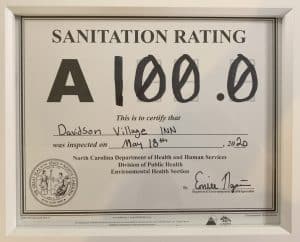 SANITATION RATING
A 100.0
This is to certify that
Davidson Village INN
was inspected on May 18th, 2020
North Carolina Department of Health and Human Services
Division of Public Health
Environmental Health Section
By